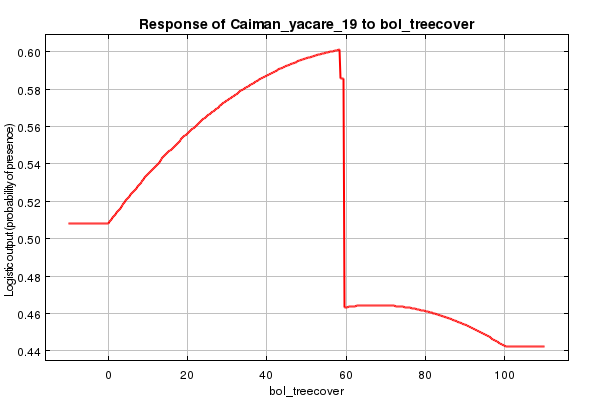 Response of Caiman_yacare_19 to bol_treecover
Logistic output (probability of presence)
0.60
0.58
0.56
0.54
0.52
0.50
0.48
0.46
0.44
0 20 40 60 80 100
bol_treecover